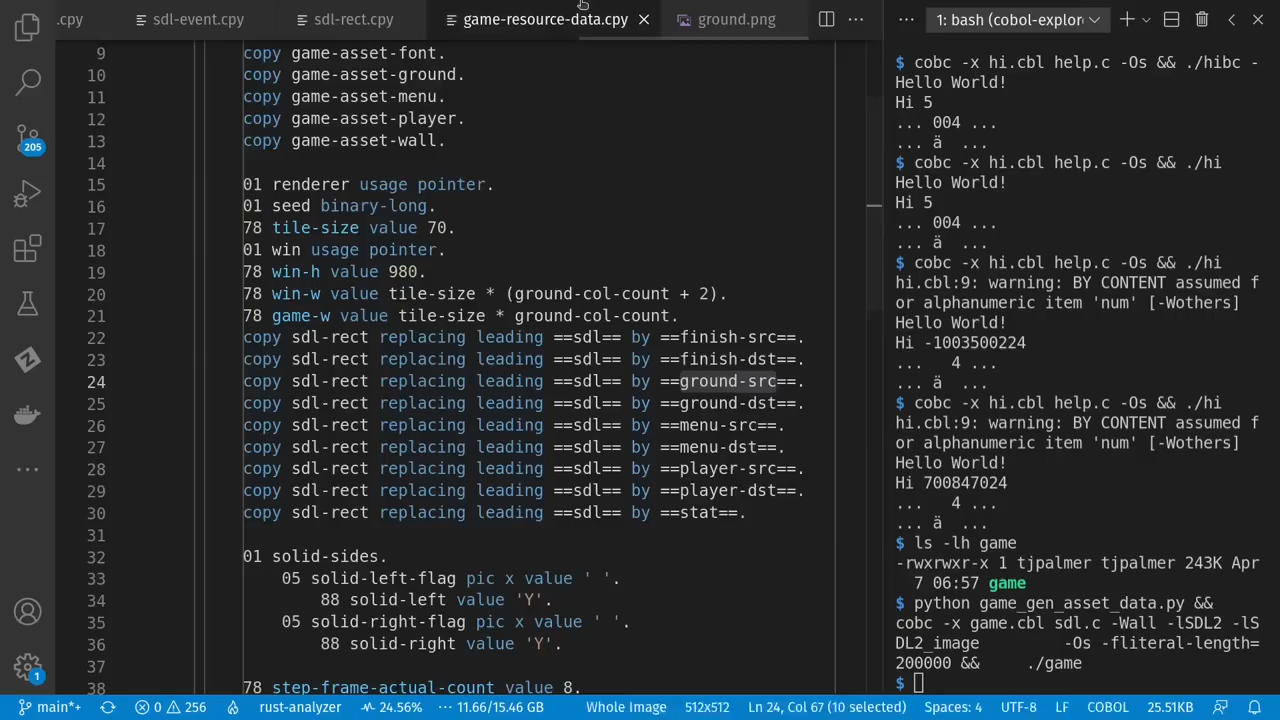 .cpy
sdl-event.cpy
sdl-rect.cpy
game-resource-data.cpy
ground.png
1: bash (cobol-explor
9 copy game-asset-font.
10 copy game-asset-ground.
11 copy game-asset-menu.
12 copy game-asset-player.
13 copy game-asset-wall.
14
15 01 renderer usage pointer.
16 01 seed binary-long.
17 78 tile-size value 70.
18 01 win usage pointer.
19 78 win-h value 980.
20 78 win-w value tile-size * (ground-col-count + 2).
21 78 game-w value tile-size * ground-col-count.
22 copy sdl-rect replacing leading ==sdl== by ==finish-src==.
23 copy sdl-rect replacing leading ==sdl== by ==finish-dst==.
24 copy sdl-rect replacing leading ==sdl== by ==ground-src==.
25 copy sdl-rect replacing leading ==sdl== by ==ground-dst==.
26 copy sdl-rect replacing leading ==sdl== by ==menu-src==.
27 copy sdl-rect replacing leading ==sdl== by ==menu-dst==.
28 copy sdl-rect replacing leading ==sdl== by ==player-src==.
29 copy sdl-rect replacing leading ==sdl== by ==player-dst==.
30 copy sdl-rect replacing leading ==sdl== by ==stat==.
31
32 01 solid-sides.
33 05 solid-left-flag pic x value ' '.
34 88 solid-left value 'Y'.
35 05 solid-right-flag pic x value ' '.
36 88 solid-right value 'Y'.
37
38 78 step-frame-actual-count value 8.
$ cobc -x hi.cbl help.c -Os && ./hibc -
Hello World!
Hi 5
... 004 ...
... ä  ...
$ cobc -x hi.cbl help.c -Os && ./hi
Hello World!
Hi 5
... 004 ...
... ä  ...
$ cobc -x hi.cbl help.c -Os && ./hi
hi.cbl:9: warning: BY CONTENT assumed f
or alphanumeric item 'num' [-Wothers]
Hello World!
Hi -1003500224
...   4 ...
... ä  ...
$ cobc -x hi.cbl help.c -Os && ./hi
hi.cbl:9: warning: BY CONTENT assumed f
or alphanumeric item 'num' [-Wothers]
Hello World!
Hi 700847024
...   4 ...
... ä  ...
$ ls -lh game
-rwxrwxr-x 1 tjpalmer tjpalmer 243K Apr
7 06:57 game
$ python game_gen_asset_data.py &&
cobc -x game.cbl sdl.c -Wall -lSDL2 -lS
DL2_image        -Os -fliteral-length=
200000 &&     ./game
$
205
1
main*+
0
256
rust-analyzer
24.56%
11.66/15.46 GB
Whole Image
512x512
Ln 24, Col 67 (10 selected)
Spaces: 4
UTF-8
LF
COBOL
25.51KB